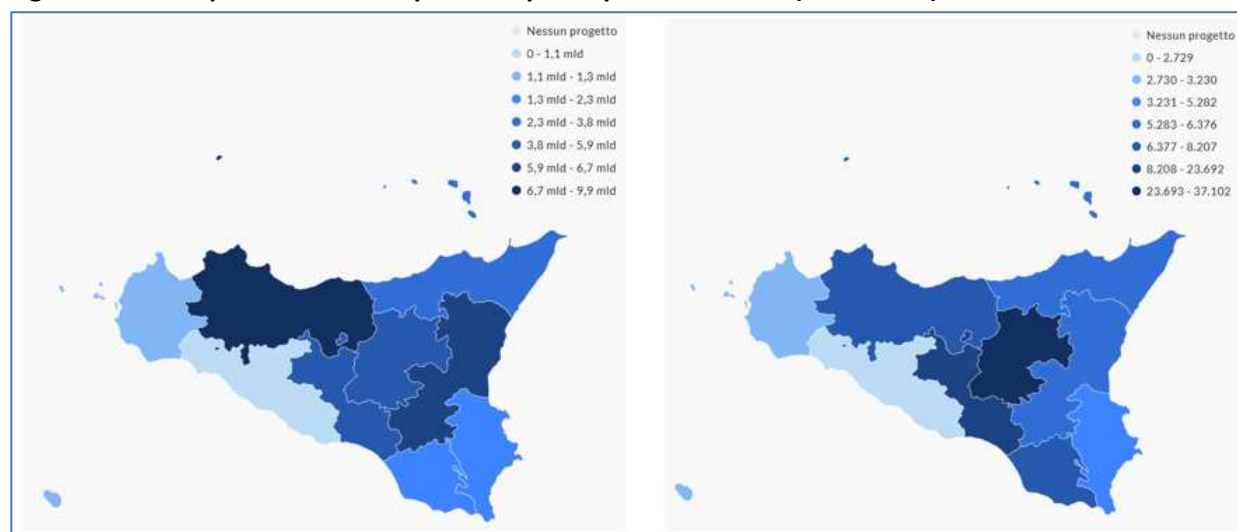 Nessun progetto
0 - 1,1 mld
1,1 mld - 1,3 mld
1,3 mld - 2,3 mld
2,3 mld - 3,8 mld
3,8 mld - 5,9 mld
5,9 mld - 6,7 mld
6,7 mld - 9,9 mld
Nessun progetto
0 - 2.729
2.730 - 3.230
3.231 - 5.282
5.283 - 6.376
6.377 - 8.207
8.208 - 23.692
23.693 - 37.102